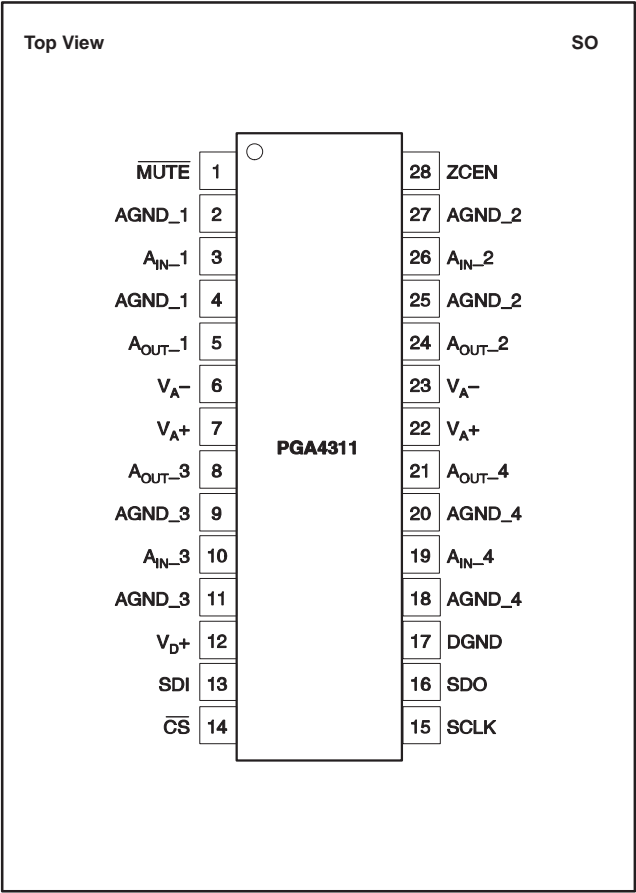 Top View SO
M̅U̅T̅E̅ 1 28 ZCEN
AGND_1 2 27 AGND_2
A_IN_1 3 26 A_IN_2
AGND_1 4 25 AGND_2
A_OUT_1 5 24 A_OUT_2
V_A− 6 23 V_A−
V_A+ 7 22 V_A+
PGA4311
A_OUT_3 8 21 A_OUT_4
AGND_3 9 20 AGND_4
A_IN_3 10 19 A_IN_4
AGND_3 11 18 AGND_4
V_D+ 12 17 DGND
SDI 13 16 SDO
C̅S̅ 14 15 SCLK